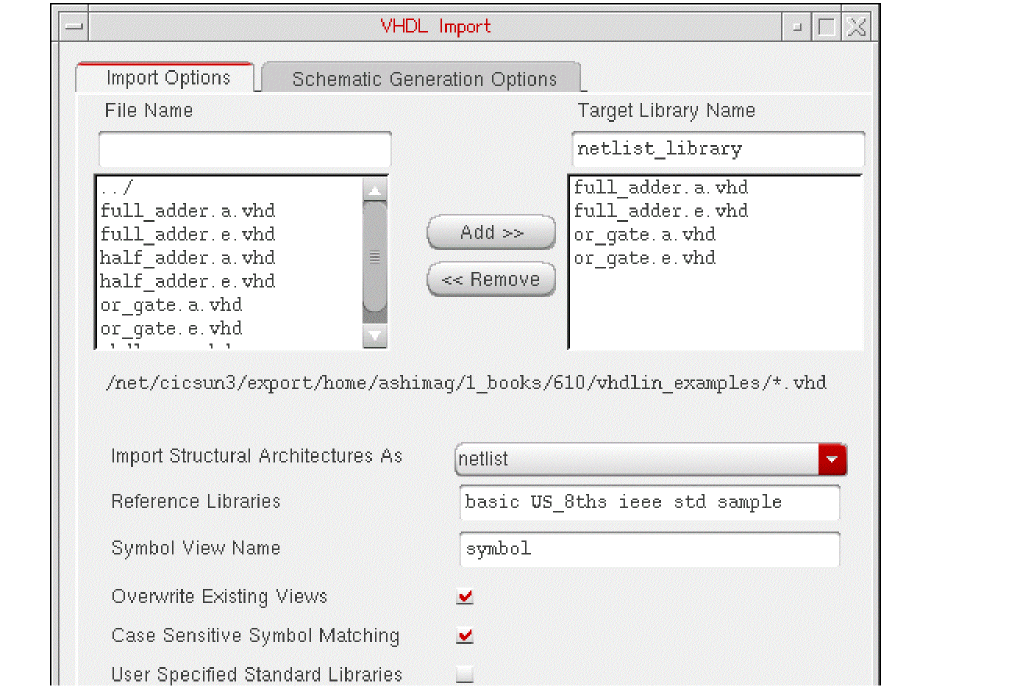 VHDL Import
Import Options
Schematic Generation Options
File Name
Target Library Name
netlist_library
../
full_adder.a.vhd
full_adder.e.vhd
half_adder.a.vhd
half_adder.e.vhd
or_gate.a.vhd
or_gate.e.vhd
Add >>
<< Remove
full_adder.a.vhd
full_adder.e.vhd
or_gate.a.vhd
or_gate.e.vhd
/net/cicsun3/export/home/ashimag/1_books/610/vhdlin_examples/*.vhd
Import Structural Architectures As
netlist
Reference Libraries
basic US_8ths ieee std sample
Symbol View Name
symbol
Overwrite Existing Views
Case Sensitive Symbol Matching
User Specified Standard Libraries